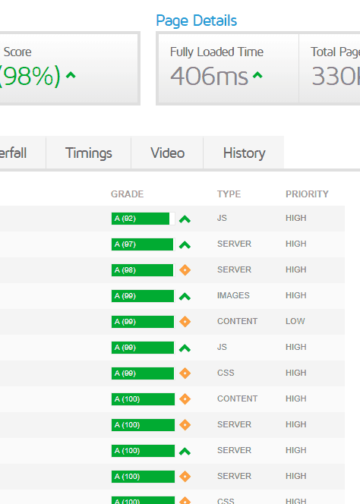 Page Details
Score
Fully Loaded Time
Total Page
(98%)
406ms
330
Timings
Video
History
GRADE TYPE PRIORITY
A (92) JS HIGH
A (97) SERVER HIGH
A (98) SERVER HIGH
A (99) IMAGES HIGH
A (99) CONTENT LOW
A (99) JS HIGH
A (99) CSS HIGH
A (100) CONTENT HIGH
A (100) SERVER HIGH
A (100) SERVER HIGH
A (100) SERVER HIGH
A (100) CSS HIGH